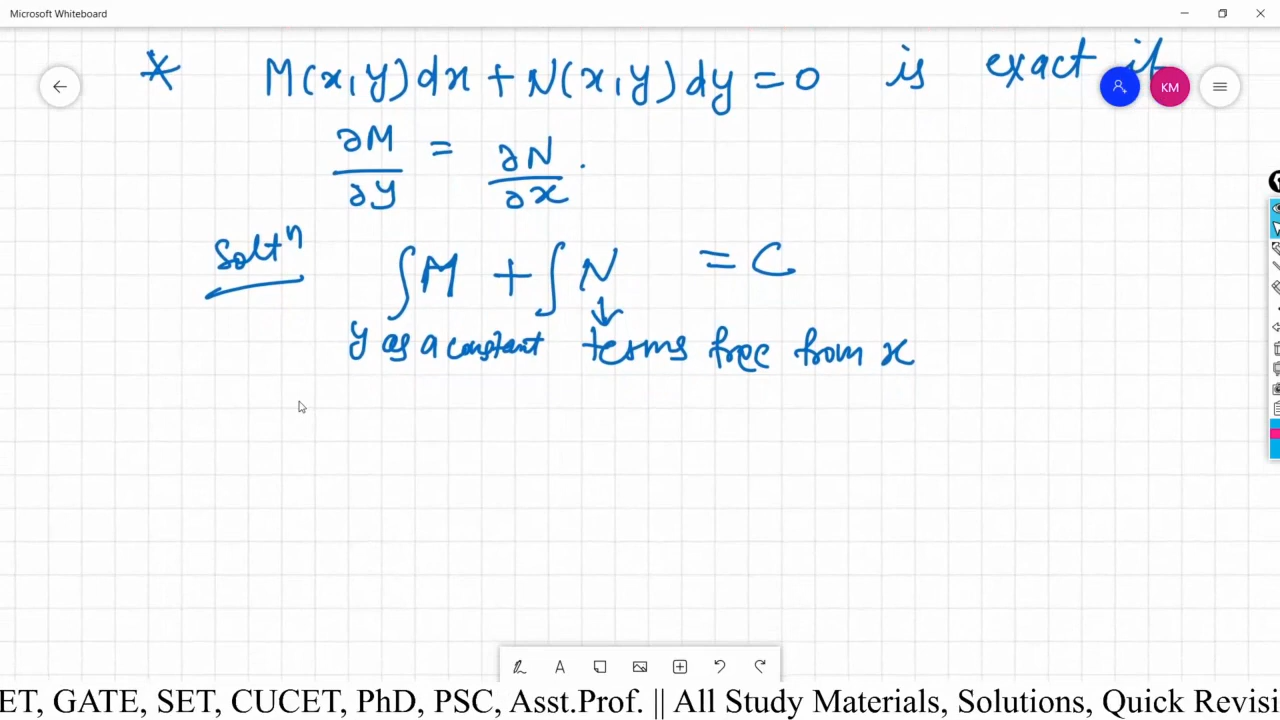 Microsoft Whiteboard
* M(x,y)dx+N(x,y)dy=0 is exact if
∂M/∂y = ∂N/∂x .
KM
Soltⁿ ∫M + ∫N = C
y as a constant terms free from x
ET, GATE, SET, CUCET, PhD, PSC, Asst.Prof. || All Study Materials, Solutions, Quick Revisi